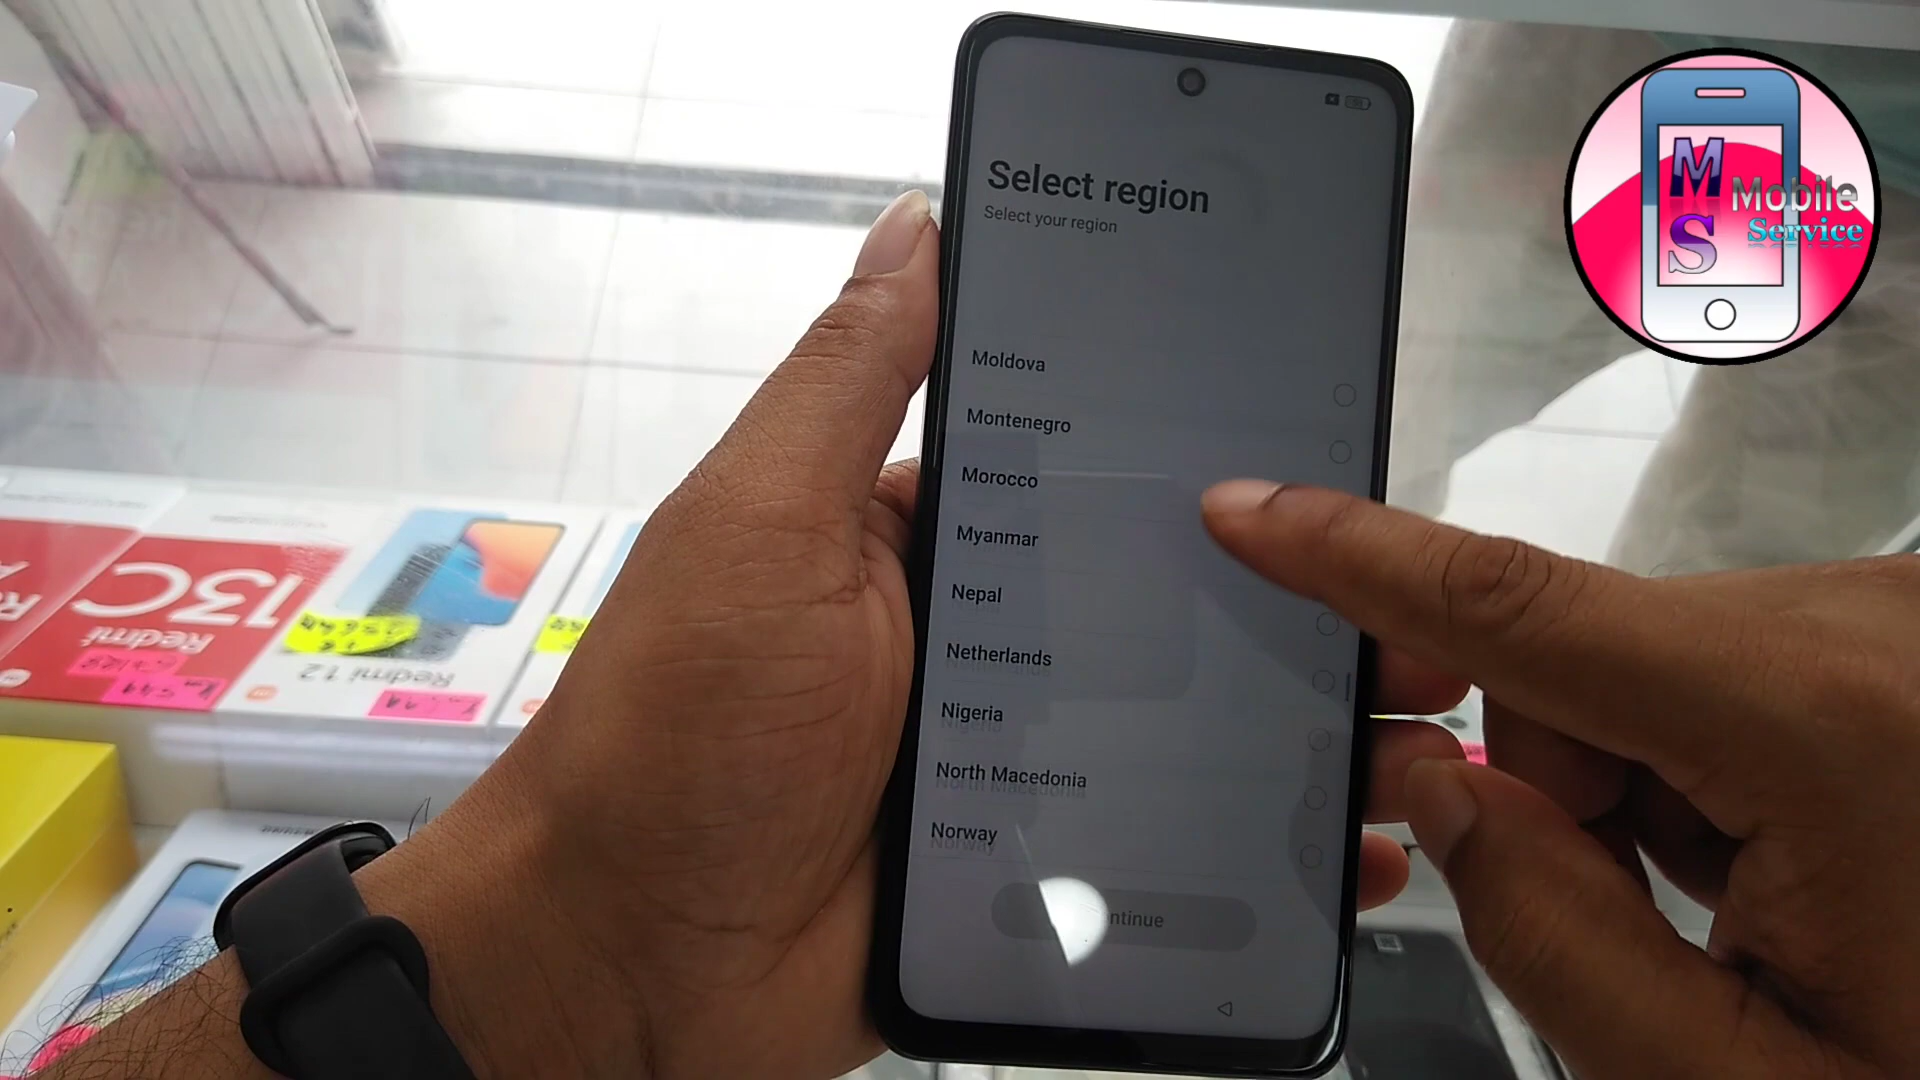 Select region
Select your region
Moldova
Montenegro
Morocco
Myanmar
Nepal
Netherlands
Nigeria
North Macedonia
Norway
ntinue
M
S
Mobile
Service
13C
Redmi
Redmi 12